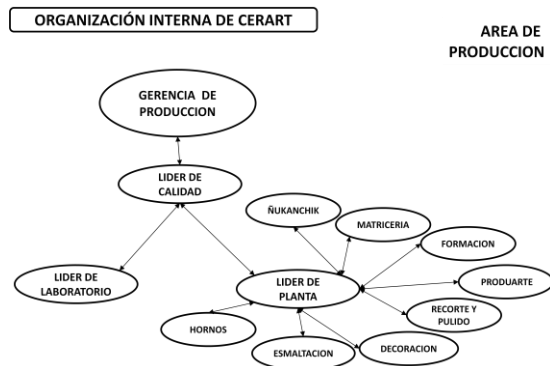 ORGANIZACIÓN INTERNA DE CERART
AREA DE
PRODUCCION
GERENCIA DE
PRODUCCION
LIDER DE
CALIDAD
ÑUKANCHIK
MATRICERIA
FORMACION
LIDER DE
LABORATORIO
LIDER DE
PLANTA
PRODUARTE
RECORTE Y
PULIDO
HORNOS
ESMALTACION
DECORACION